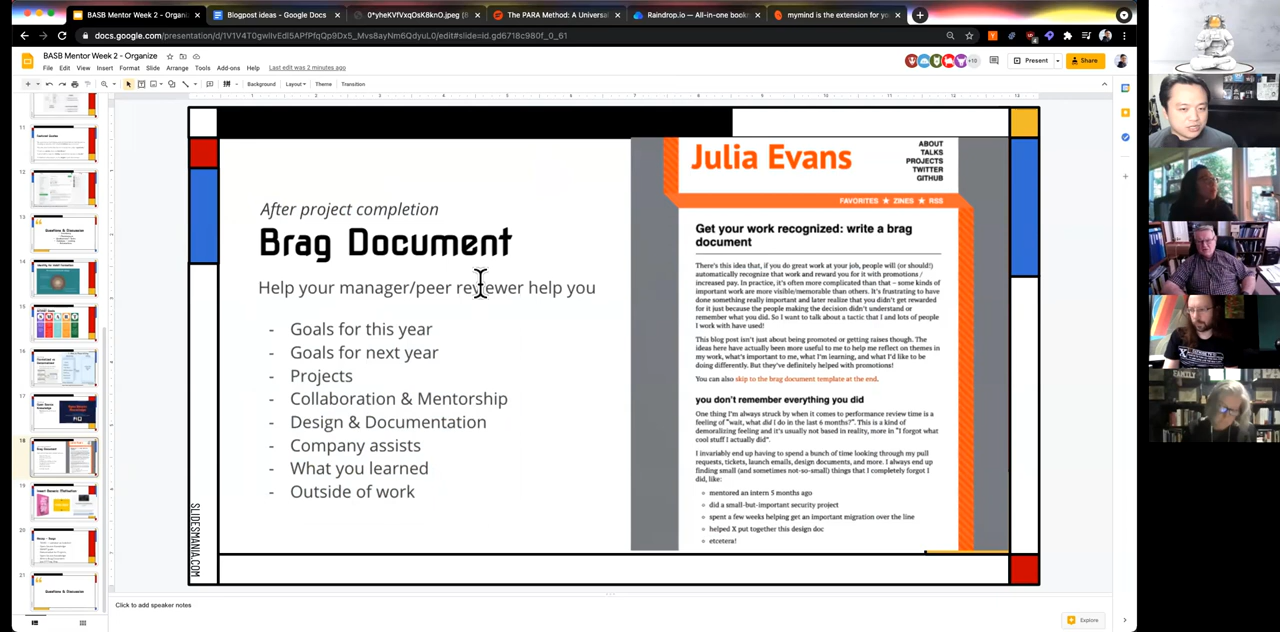 BASB Mentor Week 2 - Organi
Blogpost ideas - Google Docs
0*yheKVfVxqOsK8knO.jpeg (
The PARA Method: A Universal
Raindrop.io — All-in-one book
mymind is the extension for yo
docs.google.com/presentation/d/1V1V4T0gwIlvEdl5APfPfqQp9Dx5_Mvs8ayNm6QdyuL0/edit#slide=id.gd6718c980f_0_61
BASB Mentor Week 2 - Organize
File Edit View Insert Format Slide Arrange Tools Add-ons Help Last edit was 2 minutes ago
+10
Present
Share
Background Layout Theme Transition
11
12
13
14
15
16
17
18
19
20
21
Questions & Discussion
After project completion
Brag Document
Help your manager/peer reviewer help you
- Goals for this year
- Goals for next year
- Projects
- Collaboration & Mentorship
- Design & Documentation
- Company assists
- What you learned
- Outside of work
SLIDESMANIA.COM
Julia Evans
ABOUT
TALKS
PROJECTS
TWITTER
GITHUB
FAVORITES ★ ZINES ★ RSS
Get your work recognized: write a brag
document
There's this idea that, if you do great work at your job, people will (or should!)
automatically recognize that work and reward you for it with promotions /
increased pay. In practice, it's often more complicated than that – some kinds of
important work are more visible/memorable than others. It's frustrating to have
done something really important and later realize that you didn't get rewarded
for it just because the people making the decision didn't understand or
remember what you did. So I want to talk about a tactic that I and lots of people
I work with have used!
This blog post isn't just about being promoted or getting raises though. The
ideas here have actually been more useful to me to help me reflect on themes in
my work, what's important to me, what I'm learning, and what I'd like to be
doing differently. But they've definitely helped with promotions!
You can also skip to the brag document template at the end.
you don't remember everything you did
One thing I'm always struck by when it comes to performance review time is a
feeling of "wait, what did I do in the last 6 months?". This is a kind of
demoralizing feeling and it's usually not based in reality, more in "I forgot what
cool stuff I actually did".
I invariably end up having to spend a bunch of time looking through my pull
requests, tickets, launch emails, design documents, and more. I always end up
finding small (and sometimes not-so-small) things that I completely forgot I
did, like:
mentored an intern 5 months ago
did a small-but-important security project
spent a few weeks helping get an important migration over the line
helped X put together this design doc
etcetera!
Click to add speaker notes
Explore
FAMILY